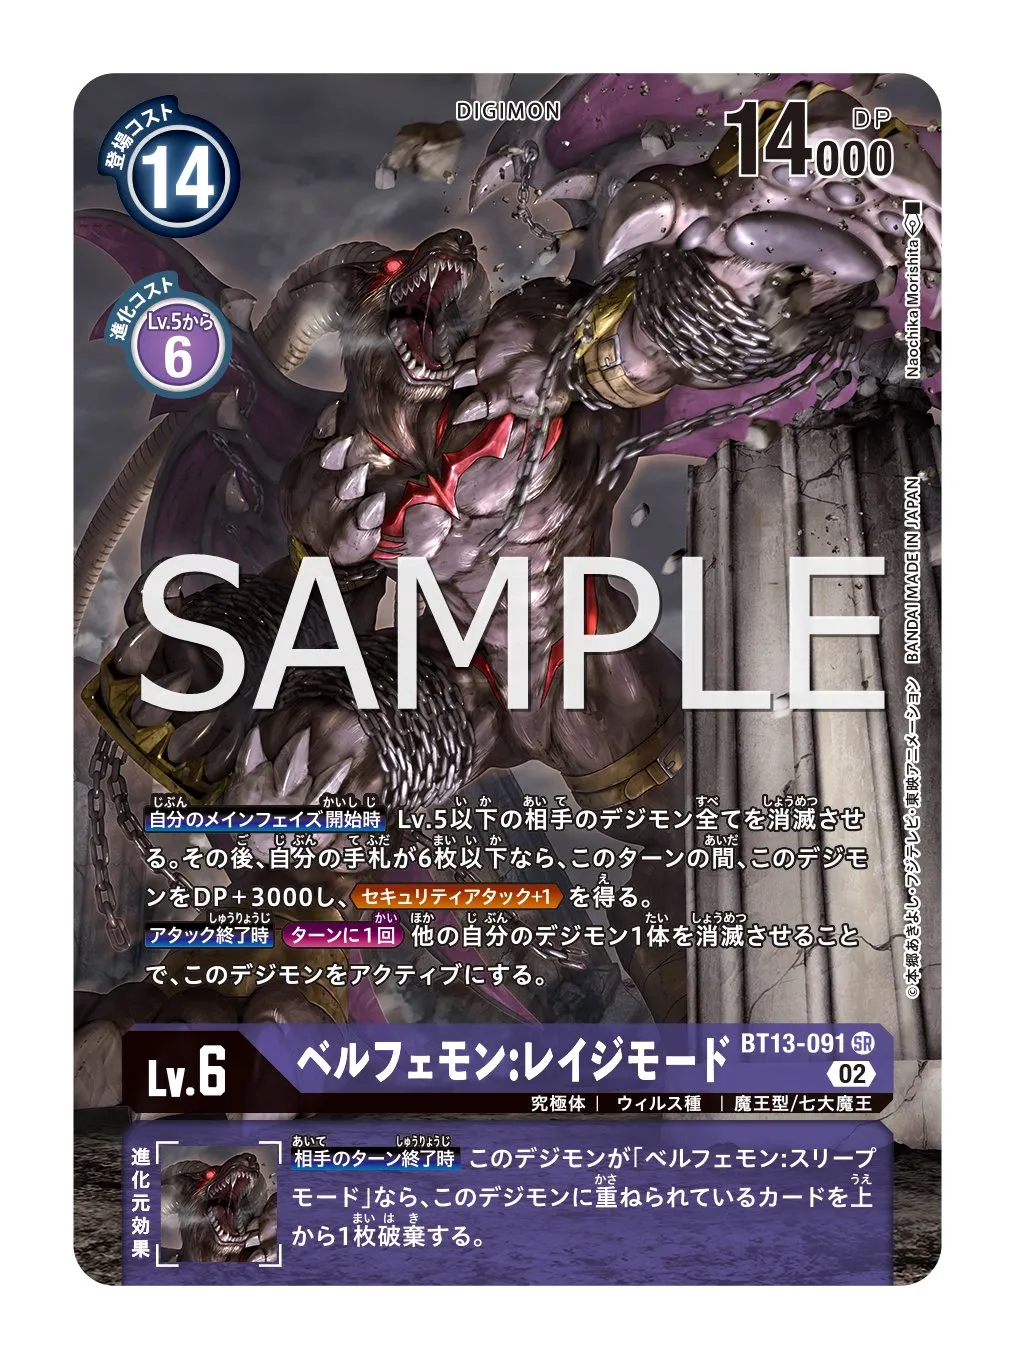 登場コスト
14
DIGIMON
DP
14000
進化コスト
Lv.5から
6
Naochika Morishita
SAMPLE
©本郷あきよし・フジテレビ・東映アニメーション BANDAI MADE IN JAPAN
自分のメインフェイズ開始時 Lv.5以下の相手のデジモン全てを消滅させ
る。その後、自分の手札が6枚以下なら、このターンの間、このデジモ
ンをDP+3000し、セキュリティアタック+1 を得る。
アタック終了時 ターンに1回 他の自分のデジモン1体を消滅させること
で、このデジモンをアクティブにする。
Lv.6
ベルフェモン:レイジモード
BT13-091 SR
02
究極体 | ウィルス種 | 魔王型/七大魔王
進化元効果
相手のターン終了時 このデジモンが「ベルフェモン:スリープ
モード」なら、このデジモンに重ねられているカードを上
から1枚破棄する。